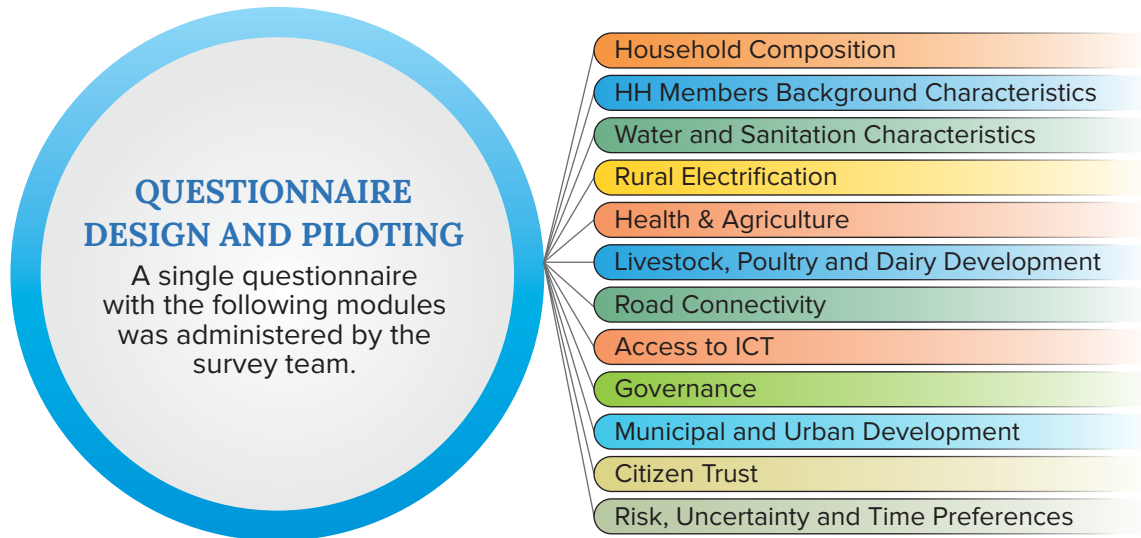 QUESTIONNAIRE
DESIGN AND PILOTING
A single questionnaire
with the following modules
was administered by the
survey team.
Household Composition
HH Members Background Characteristics
Water and Sanitation Characteristics
Rural Electrification
Health & Agriculture
Livestock, Poultry and Dairy Development
Road Connectivity
Access to ICT
Governance
Municipal and Urban Development
Citizen Trust
Risk, Uncertainty and Time Preferences